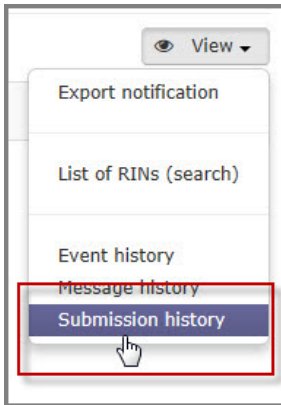 View
Export notification
List of RINs (search)
Event history
Message history
Submission history